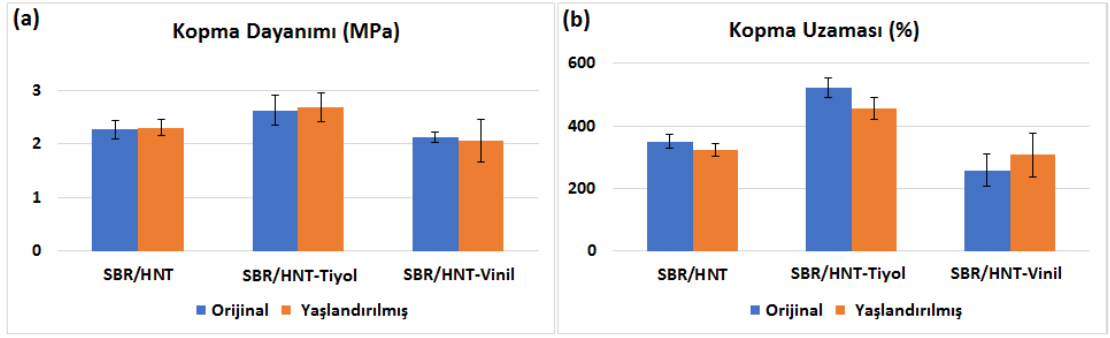 (a)
Kopma Dayanımı (MPa)
3
2
1
0
SBR/HNT SBR/HNT-Tiyol SBR/HNT-Vinil
Orijinal Yaşlandırılmış
(b)
Kopma Uzaması (%)
600
400
200
0
SBR/HNT SBR/HNT-Tiyol SBR/HNT-Vinil
Orijinal Yaşlandırılmış